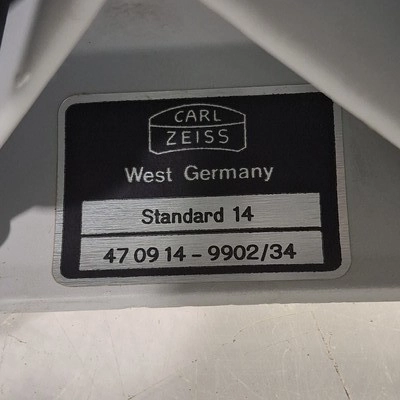 CARL
ZEISS
West Germany
Standard 14
47 09 14 - 9902/34